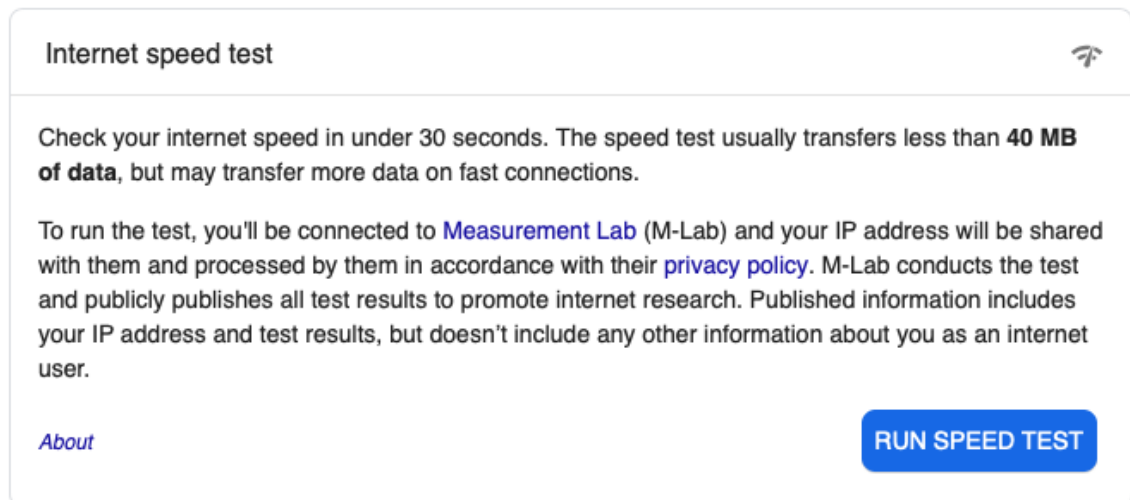 Internet speed test
Check your internet speed in under 30 seconds. The speed test usually transfers less than 40 MB
of data, but may transfer more data on fast connections.
To run the test, you'll be connected to Measurement Lab (M-Lab) and your IP address will be shared
with them and processed by them in accordance with their privacy policy. M-Lab conducts the test
and publicly publishes all test results to promote internet research. Published information includes
your IP address and test results, but doesn’t include any other information about you as an internet
user.
About
RUN SPEED TEST